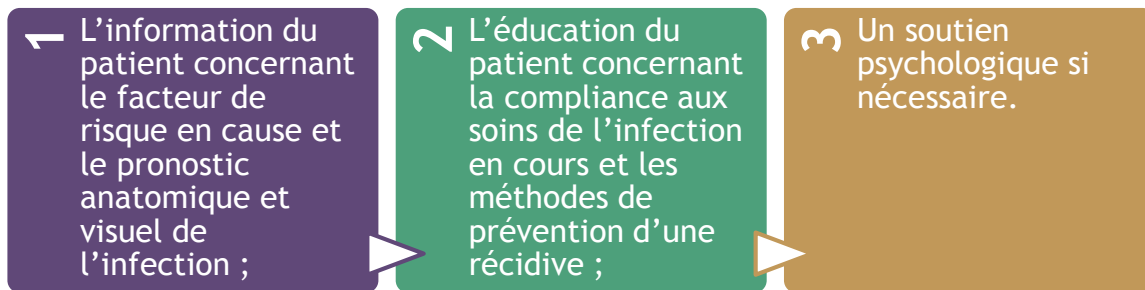 1
L’information du
patient concernant
le facteur de
risque en cause et
le pronostic
anatomique et
visuel de
l’infection ;
2
L’éducation du
patient concernant
la compliance aux
soins de l’infection
en cours et les
méthodes de
prévention d’une
récidive ;
3
Un soutien
psychologique si
nécessaire.